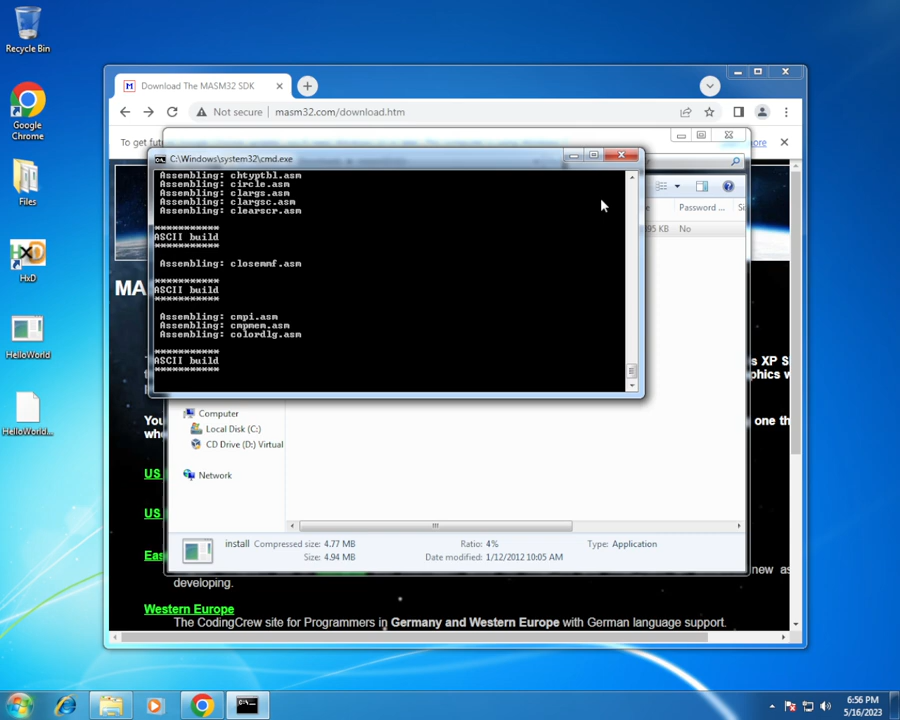 Recycle Bin
Google
Chrome
Files
HxD
HelloWorld
HelloWorld...
Download The MASM32 SDK
Not secure
masm32.com/download.htm
To get fut
ore
C:\Windows\system32\cmd.exe
Assembling: chtyptbl.asm
Assembling: circle.asm
Assembling: clargs.asm
Assembling: clargsc.asm
Assembling: clearscr.asm
***********
ASCII build
***********
Assembling: closemmf.asm
***********
ASCII build
***********
Assembling: cmpi.asm
Assembling: cmpmem.asm
Assembling: colordlg.asm
***********
ASCII build
***********
e
Password ...
Si
95 KB
No
MA
s XP S
phics w
You
one th
whe
US
US
Eas
Computer
Local Disk (C:)
CD Drive (D:) Virtual
Network
install
Compressed size: 4.77 MB
Ratio: 4%
Type: Application
Size: 4.94 MB
Date modified: 1/12/2012 10:05 AM
new as
developing.
Western Europe
The CodingCrew site for Programmers in Germany and Western Europe with German language support.
6:56 PM
5/16/2023